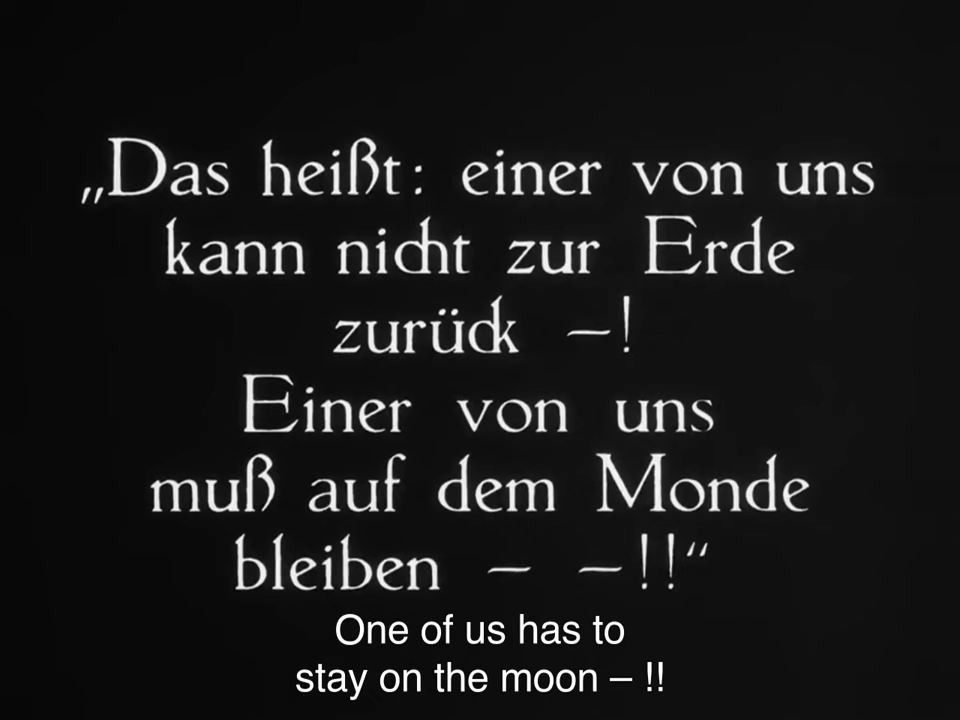 „Das heißt: einer von uns
kann nicht zur Erde
zurück –!
Einer von uns
muß auf dem Monde
bleiben – –!!“
One of us has to
stay on the moon – !!